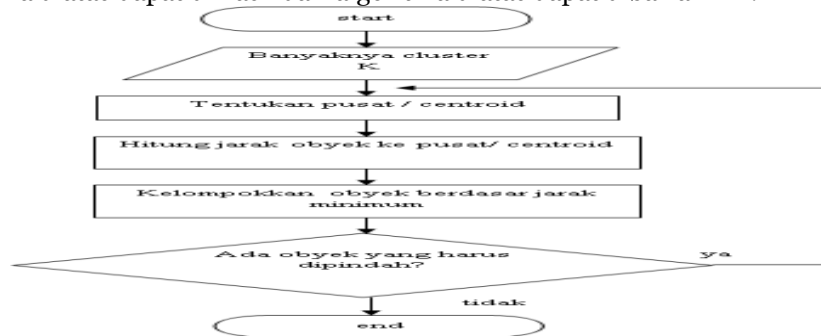 start
Banyaknya cluster
K
Tentukan pusat / centroid
Hitung jarak obyek ke pusat/ centroid
Kelompokkan obyek berdasar jarak
minimum
Ada obyek yang harus
dipindah?
ya
tidak
end